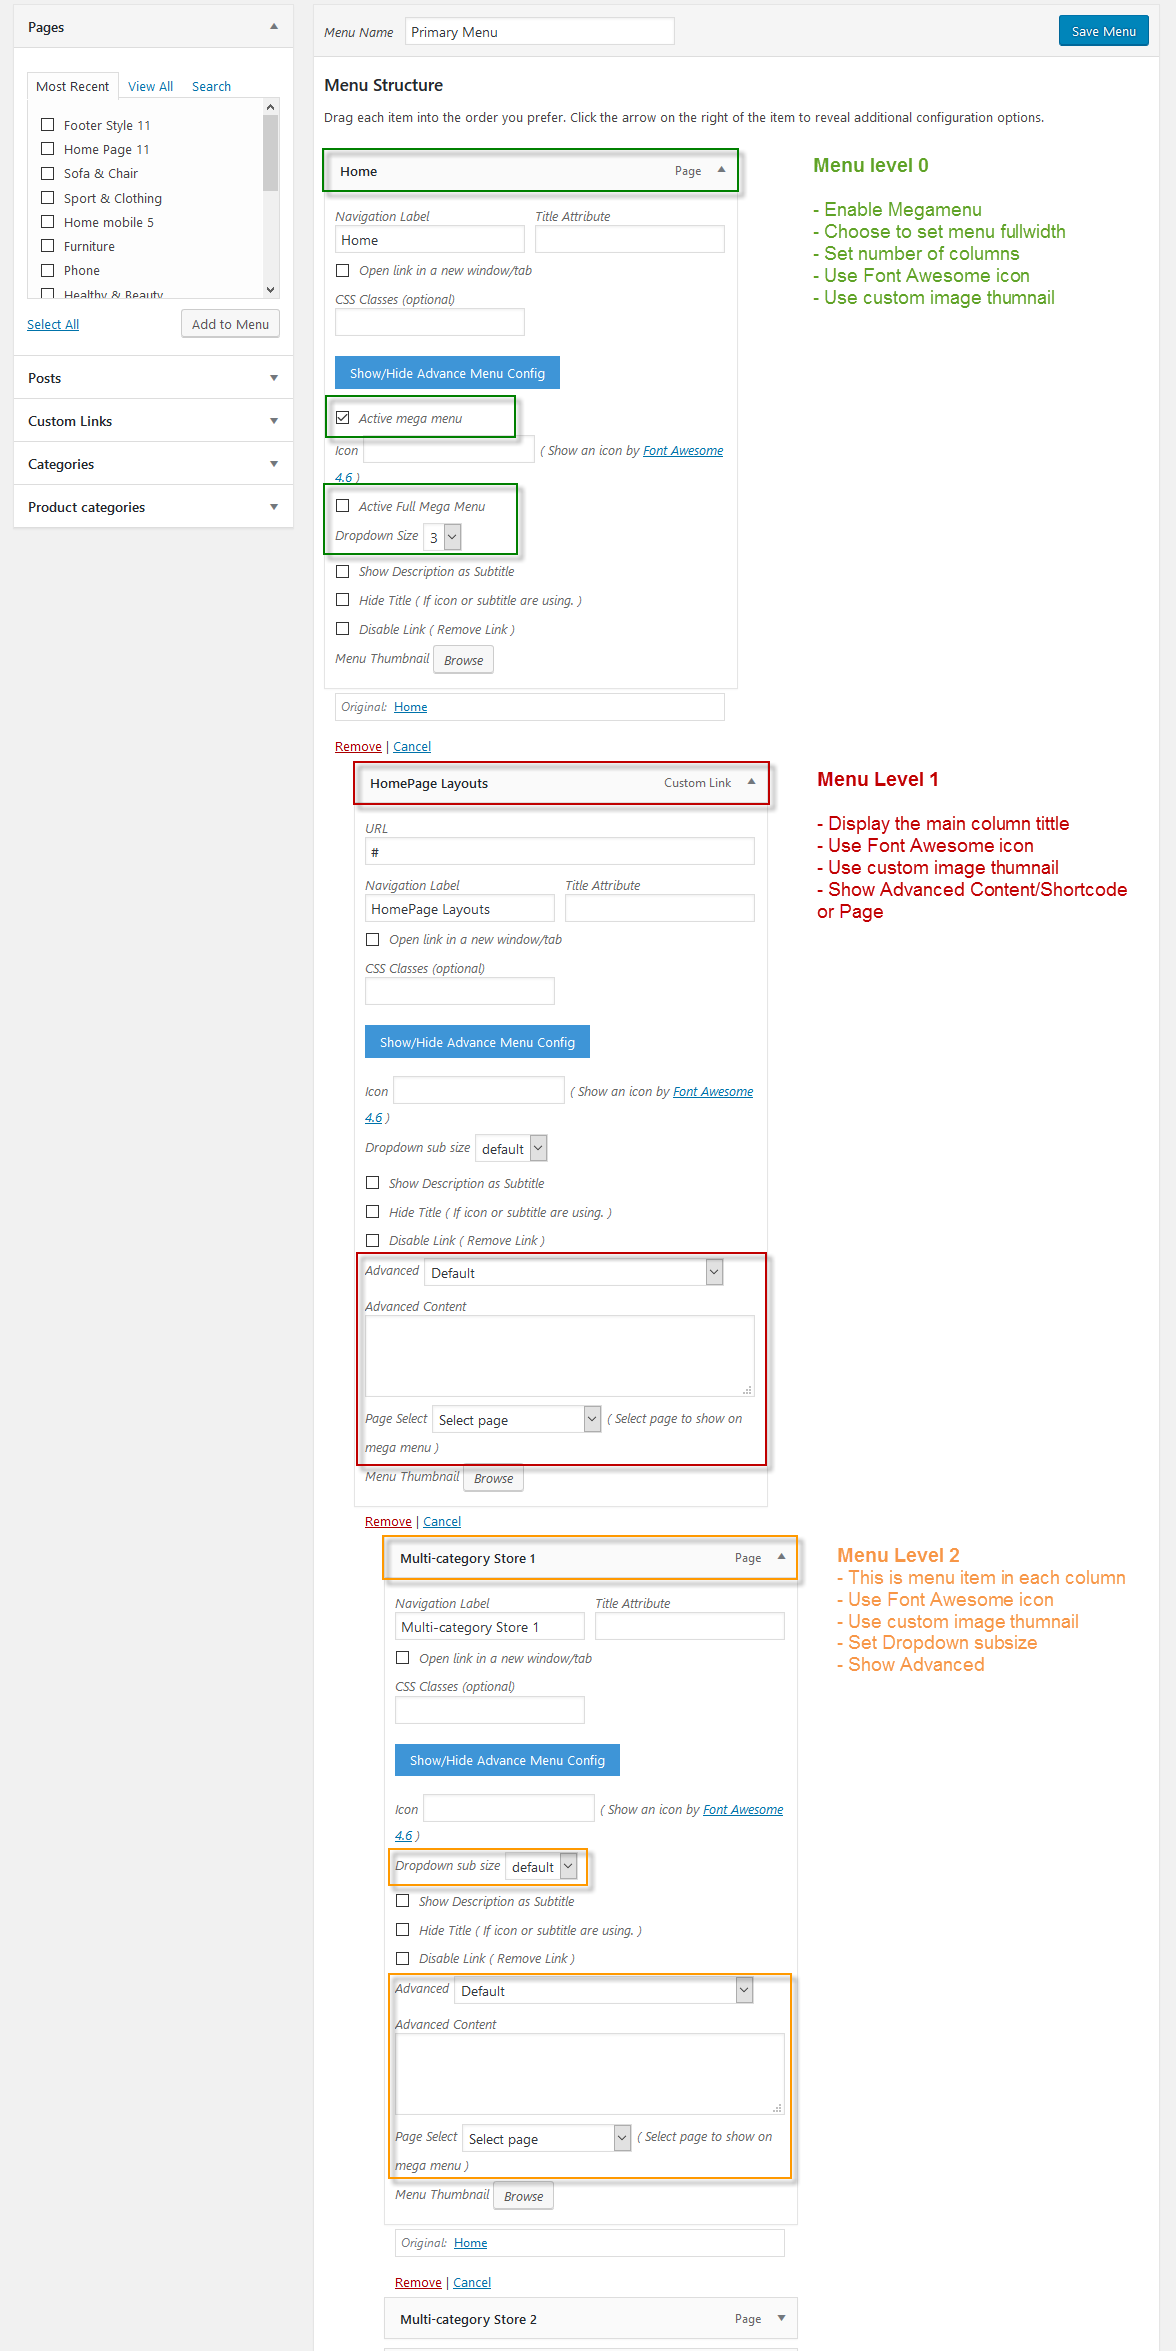 Pages
Most Recent
View All
Search
Footer Style 11
Home Page 11
Sofa & Chair
Sport & Clothing
Home mobile 5
Furniture
Phone
Healthy & Beauty
Select All
Add to Menu
Posts
Custom Links
Categories
Product categories
Menu Name
Primary Menu
Save Menu
Menu Structure
Drag each item into the order you prefer. Click the arrow on the right of the item to reveal additional configuration options.
Home
Page
Navigation Label
Title Attribute
Home
Open link in a new window/tab
CSS Classes (optional)
Show/Hide Advance Menu Config
Active mega menu
Icon
( Show an icon by Font Awesome
4.6 )
Active Full Mega Menu
Dropdown Size 3
Show Description as Subtitle
Hide Title ( If icon or subtitle are using. )
Disable Link ( Remove Link )
Menu Thumbnail Browse
Original: Home
Remove | Cancel
Menu level 0
- Enable Megamenu
- Choose to set menu fullwidth
- Set number of columns
- Use Font Awesome icon
- Use custom image thumnail
HomePage Layouts
Custom Link
URL
#
Navigation Label
Title Attribute
HomePage Layouts
Open link in a new window/tab
CSS Classes (optional)
Show/Hide Advance Menu Config
Icon
( Show an icon by Font Awesome
4.6 )
Dropdown sub size default
Show Description as Subtitle
Hide Title ( If icon or subtitle are using. )
Disable Link ( Remove Link )
Advanced Default
Advanced Content
Page Select Select page ( Select page to show on
mega menu )
Menu Thumbnail Browse
Remove | Cancel
Menu Level 1
- Display the main column tittle
- Use Font Awesome icon
- Use custom image thumnail
- Show Advanced Content/Shortcode
or Page
Multi-category Store 1
Page
Navigation Label
Title Attribute
Multi-category Store 1
Open link in a new window/tab
CSS Classes (optional)
Show/Hide Advance Menu Config
Icon
( Show an icon by Font Awesome
4.6 )
Dropdown sub size default
Show Description as Subtitle
Hide Title ( If icon or subtitle are using. )
Disable Link ( Remove Link )
Advanced Default
Advanced Content
Page Select Select page ( Select page to show on
mega menu )
Menu Thumbnail Browse
Original: Home
Remove | Cancel
Menu Level 2
- This is menu item in each column
- Use Font Awesome icon
- Use custom image thumnail
- Set Dropdown subsize
- Show Advanced
Multi-category Store 2
Page